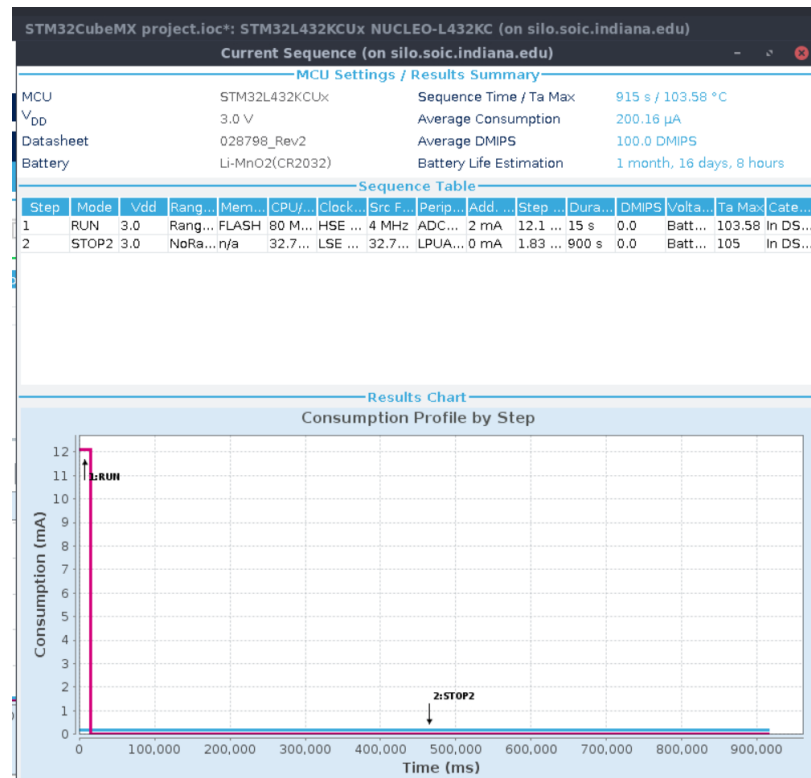 STM32CubeMX project.ioc*: STM32L432KCUx NUCLEO-L432KC (on silo.soic.indiana.edu)
Current Sequence (on silo.soic.indiana.edu)
MCU Settings / Results Summary
MCU STM32L432KCUx Sequence Time / Ta Max 915 s / 103.58 °C
VDD 3.0 V Average Consumption 200.16 µA
Datasheet 028798_Rev2 Average DMIPS 100.0 DMIPS
Battery Li-MnO2(CR2032) Battery Life Estimation 1 month, 16 days, 8 hours
Sequence Table
Step Mode Vdd Rang... Mem... CPU/... Clock... Src F... Perip... Add. ... Step ... Dura... DMIPS Volta... Ta Max Cate...
1 RUN 3.0 Rang... FLASH 80 M... HSE ... 4 MHz ADC... 2 mA 12.1 ... 15 s 0.0 Batt... 103.58 In DS...
2 STOP2 3.0 NoRa... n/a 32.7... LSE ... 32.7... LPUA... 0 mA 1.83 ... 900 s 0.0 Batt... 105 In DS...
Results Chart
Consumption Profile by Step
Consumption (mA)
12
11
10
9
8
7
6
5
4
3
2
1
0
1:RUN
2:STOP2
0 100,000 200,000 300,000 400,000 500,000 600,000 700,000 800,000 900,000
Time (ms)